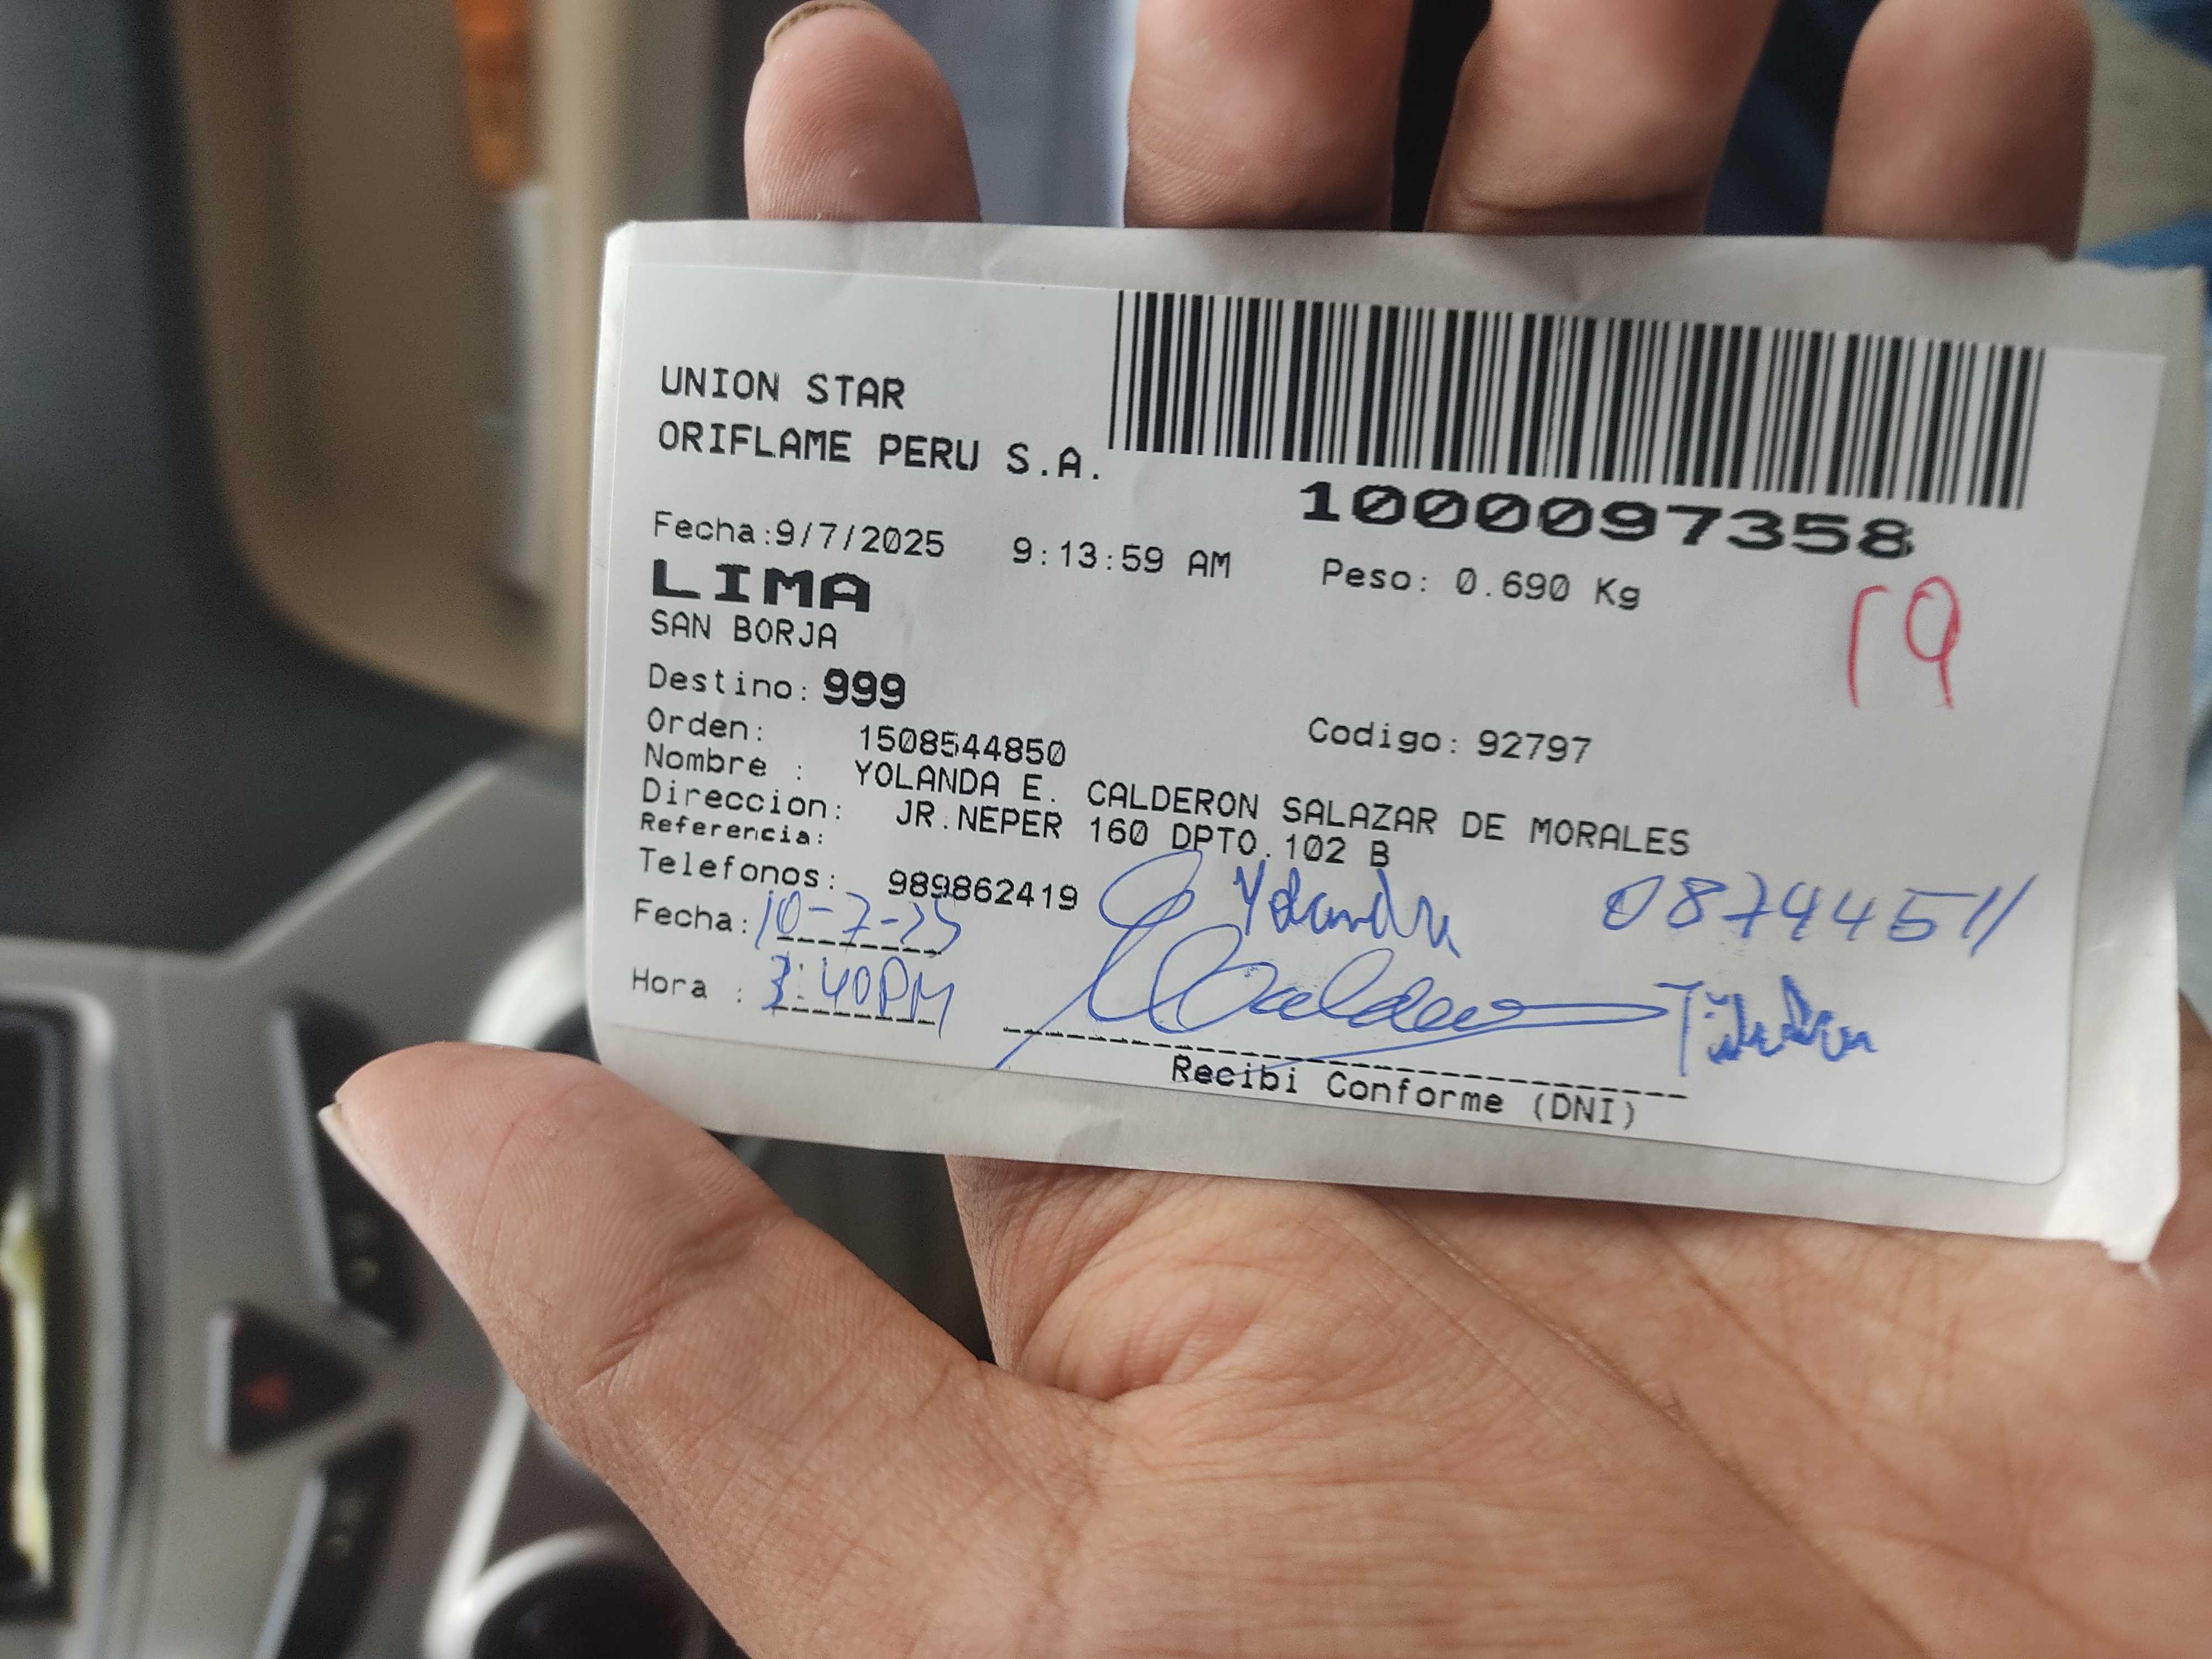 UNION STAR
ORIFLAME PERU S.A.
1000097358
Fecha:9/7/2025 9:13:59 AM Peso: 0.690 Kg
LIMA
19
SAN BORJA
Destino: 999
Orden: 1508544850 Codigo: 92797
Nombre : YOLANDA E. CALDERON SALAZAR DE MORALES
Direccion: JR.NEPER 160 DPTO.102 B
Referencia:
Telefonos: 989862419
Yolanda 08744511
Fecha: 10-7-25
Hora : 3:40PM
Titular
Recibi Conforme (DNI)